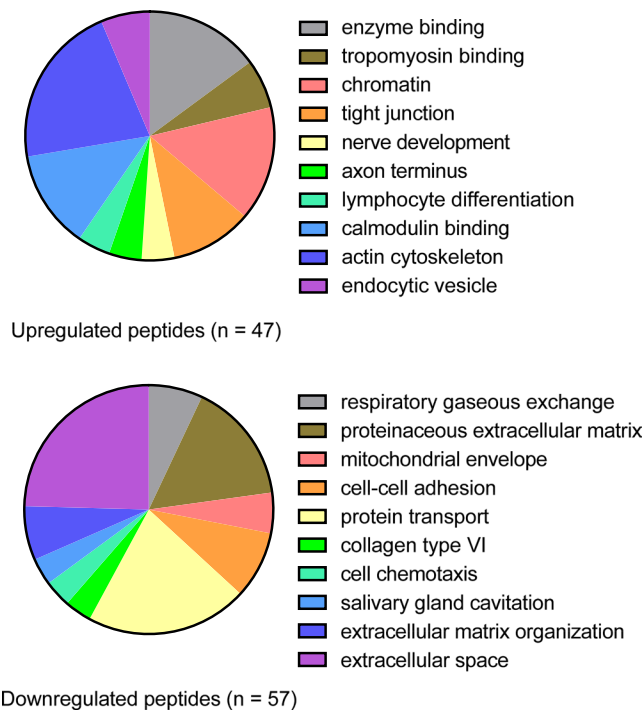 enzyme binding
tropomyosin binding
chromatin
tight junction
nerve development
axon terminus
lymphocyte differentiation
calmodulin binding
actin cytoskeleton
endocytic vesicle
Upregulated peptides (n = 47)
respiratory gaseous exchange
proteinaceous extracellular matrix
mitochondrial envelope
cell-cell adhesion
protein transport
collagen type VI
cell chemotaxis
salivary gland cavitation
extracellular matrix organization
extracellular space
Downregulated peptides (n = 57)